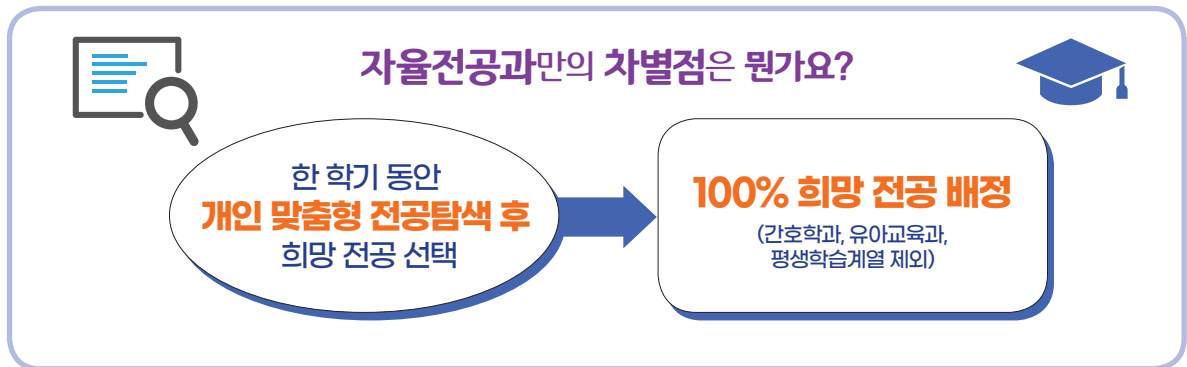 자율전공과만의 차별점은 뭔가요?
한 학기 동안
개인 맞춤형 전공탐색 후
희망 전공 선택
100% 희망 전공 배정
(간호학과, 유아교육과,
평생학습계열 제외)